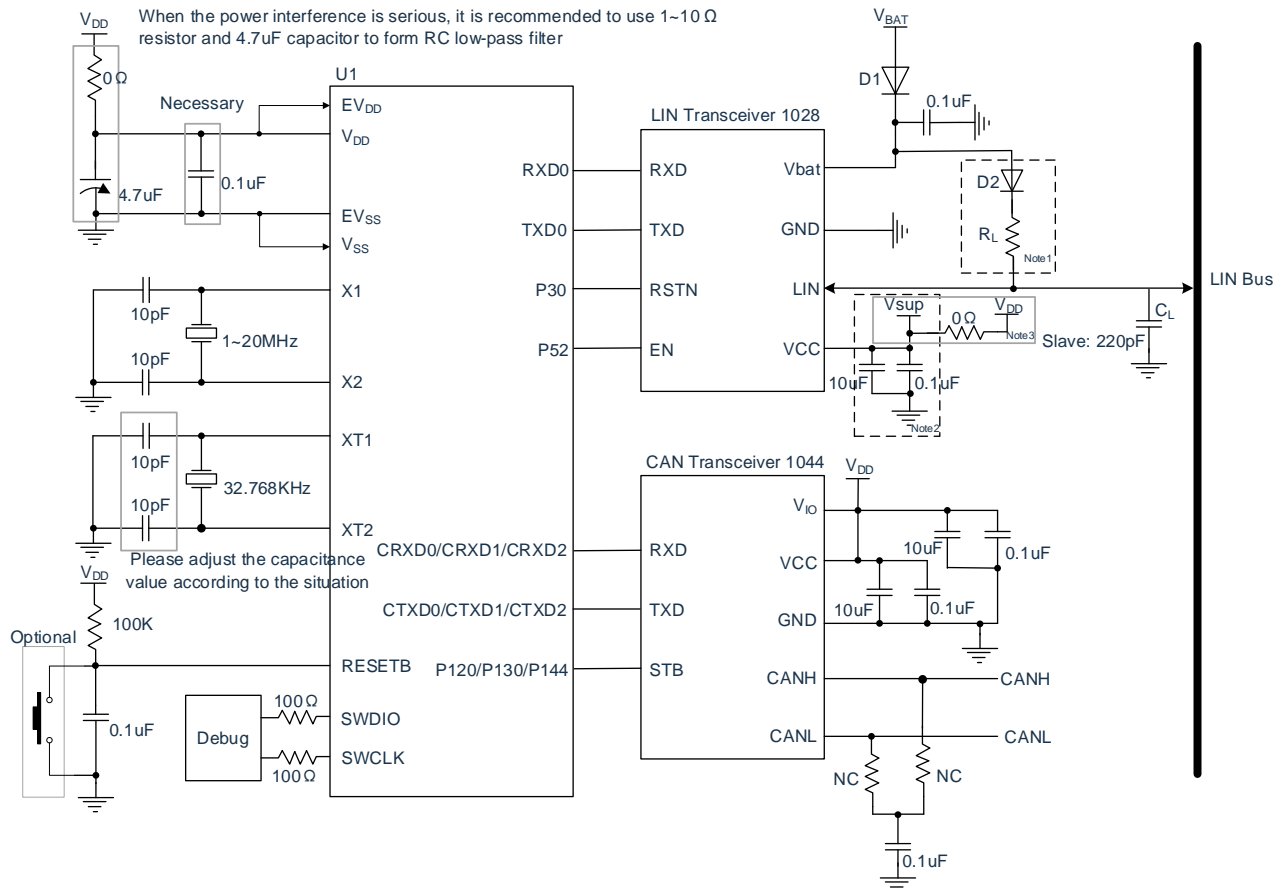 When the power interference is serious, it is recommended to use 1~10 Ω
resistor and 4.7uF capacitor to form RC low-pass filter
VDD
0Ω
4.7uF
Necessary
0.1uF
U1
EVDD
VDD
EVSS
VSS
X1
X2
XT1
XT2
RESETB
SWDIO
SWCLK
10pF
10pF
1~20MHz
10pF
10pF
32.768KHz
Please adjust the capacitance
value according to the situation
VDD
100K
Optional
0.1uF
Debug
100Ω
100Ω
RXD0
TXD0
P30
P52
CRXD0/CRXD1/CRXD2
CTXD0/CTXD1/CTXD2
P120/P130/P144
LIN Transceiver 1028
RXD
TXD
RSTN
EN
Vbat
GND
LIN
VCC
VBAT
D1
0.1uF
D2
RL
Note1
LIN Bus
Vsup
0Ω
VDD
Note3
10uF
0.1uF
Note2
CL
Slave: 220pF
CAN Transceiver 1044
RXD
TXD
STB
VIO
VCC
GND
CANH
CANL
VDD
10uF
0.1uF
10uF
0.1uF
CANH
CANL
NC
NC
0.1uF